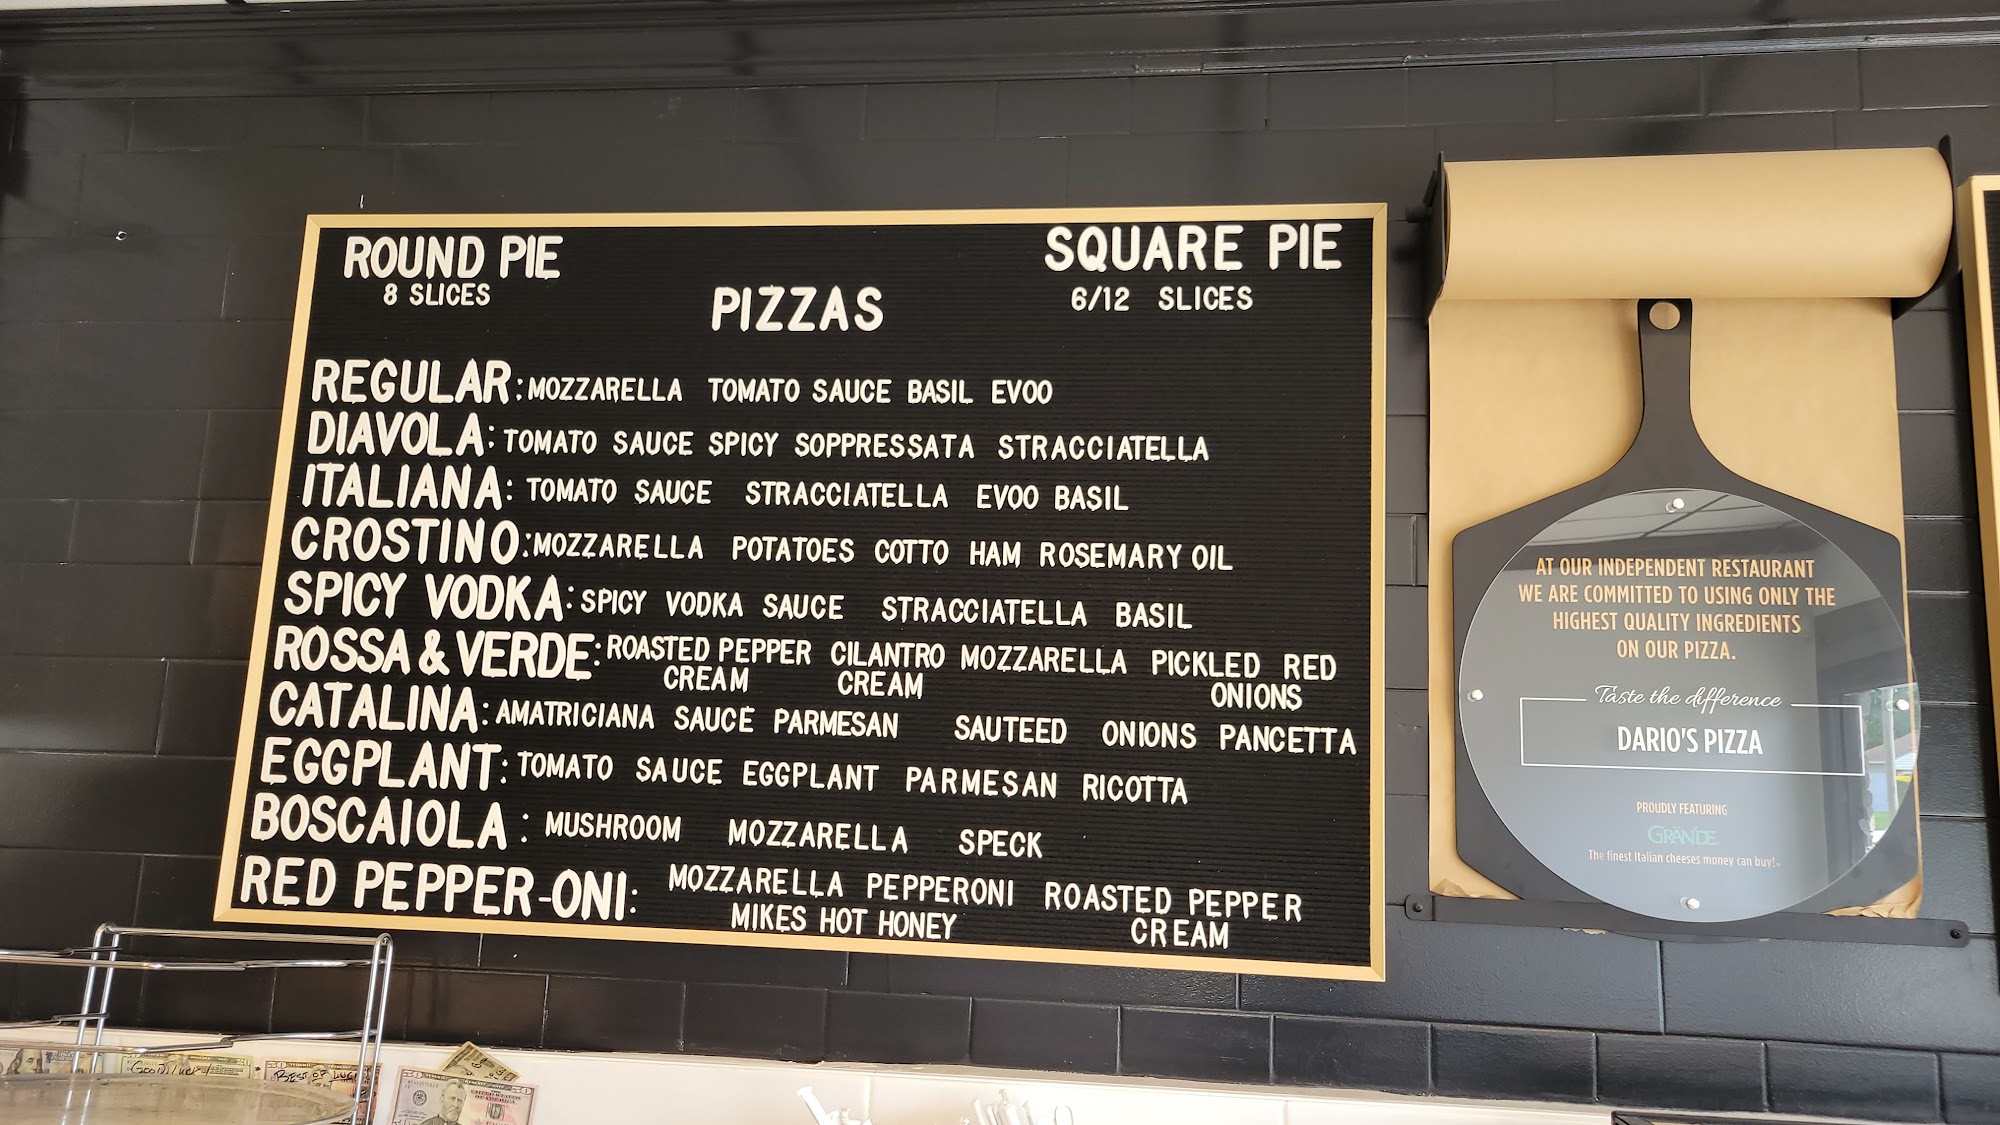 ROUND PIE
8 SLICES
SQUARE PIE
6/12 SLICES
PIZZAS
REGULAR: MOZZARELLA TOMATO SAUCE BASIL EVOO
DIAVOLA: TOMATO SAUCE SPICY SOPPRESSATA STRACCIATELLA
ITALIANA: TOMATO SAUCE STRACCIATELLA EVOO BASIL
CROSTINO: MOZZARELLA POTATOES COTTO HAM ROSEMARY OIL
SPICY VODKA: SPICY VODKA SAUCE STRACCIATELLA BASIL
ROSSA & VERDE: ROASTED PEPPER CILANTRO MOZZARELLA PICKLED RED
CREAM CREAM ONIONS
CATALINA: AMATRICIANA SAUCE PARMESAN SAUTEED ONIONS PANCETTA
EGGPLANT: TOMATO SAUCE EGGPLANT PARMESAN RICOTTA
BOSCAIOLA: MUSHROOM MOZZARELLA SPECK
RED PEPPER-ONI: MOZZARELLA PEPPERONI ROASTED PEPPER
MIKES HOT HONEY CREAM
AT OUR INDEPENDENT RESTAURANT
WE ARE COMMITTED TO USING ONLY THE
HIGHEST QUALITY INGREDIENTS
ON OUR PIZZA.
Taste the difference
DARIO'S PIZZA
PROUDLY FEATURING
GRANDE
The finest Italian cheeses money can buy!
Good Luck
BEST OF LUCK